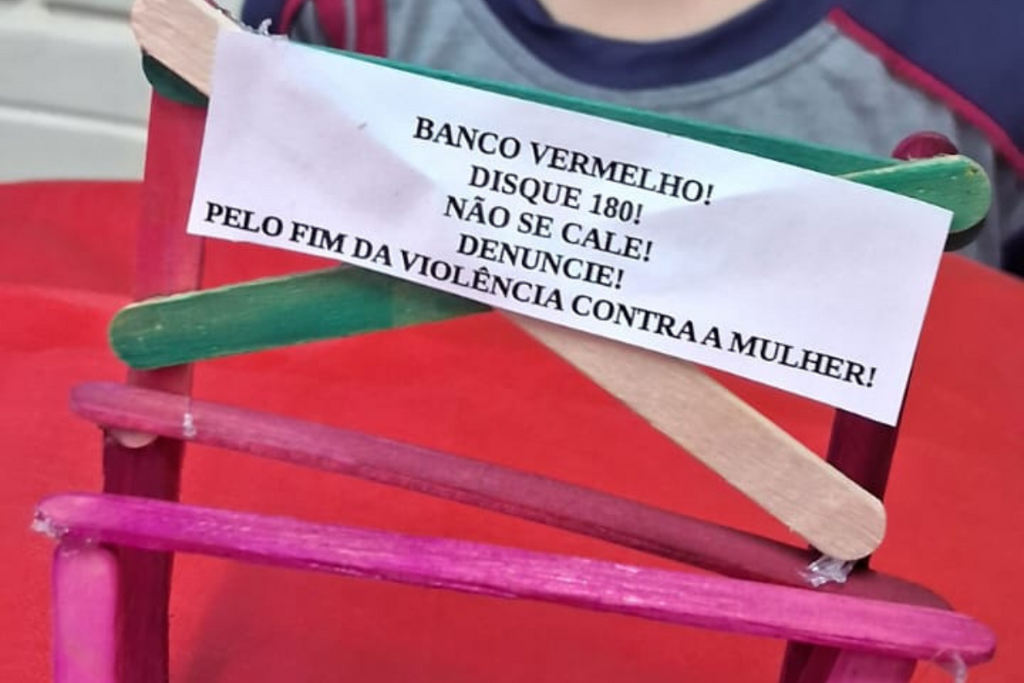 BANCO VERMELHO!
DISQUE 180!
NÃO SE CALE!
DENUNCIE!
PELO FIM DA VIOLÊNCIA CONTRA A MULHER!